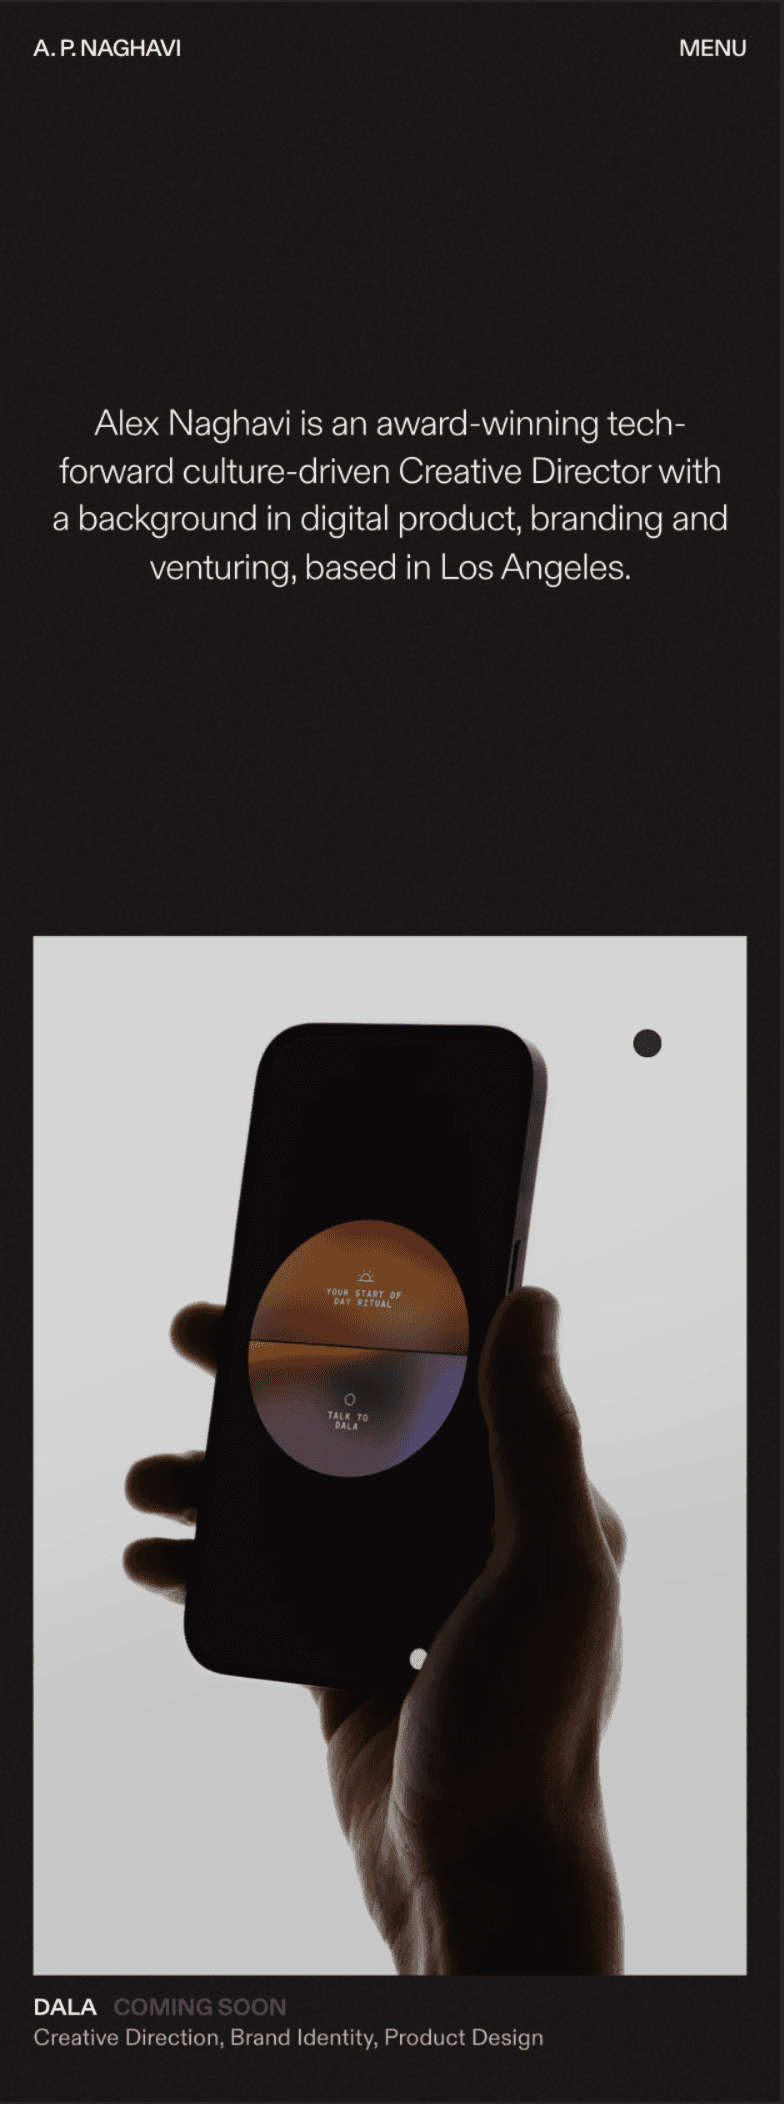 A. P. NAGHAVI
MENU
Alex Naghavi is an award-winning tech-
forward culture-driven Creative Director with
a background in digital product, branding and
venturing, based in Los Angeles.
YOUR START OF
DAY RITUAL
TALK TO
DALA
DALA COMING SOON
Creative Direction, Brand Identity, Product Design